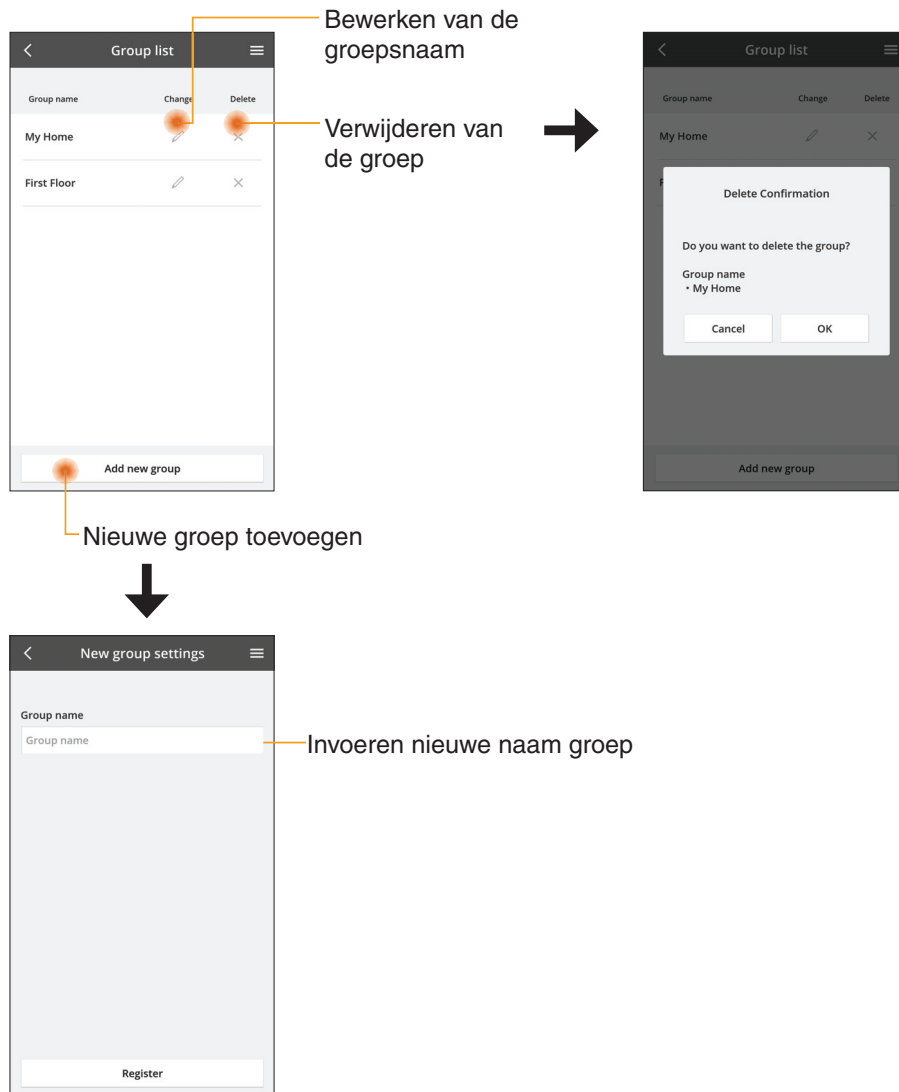 Group list
Group name Change Delete
My Home
First Floor
Add new group
Bewerken van de
groepsnaam
Verwijderen van
de groep
Group list
Group name Change Delete
My Home
F
Delete Confirmation
Do you want to delete the group?
Group name
• My Home
Cancel OK
Add new group
Nieuwe groep toevoegen
New group settings
Group name
Group name
Invoeren nieuwe naam groep
Register